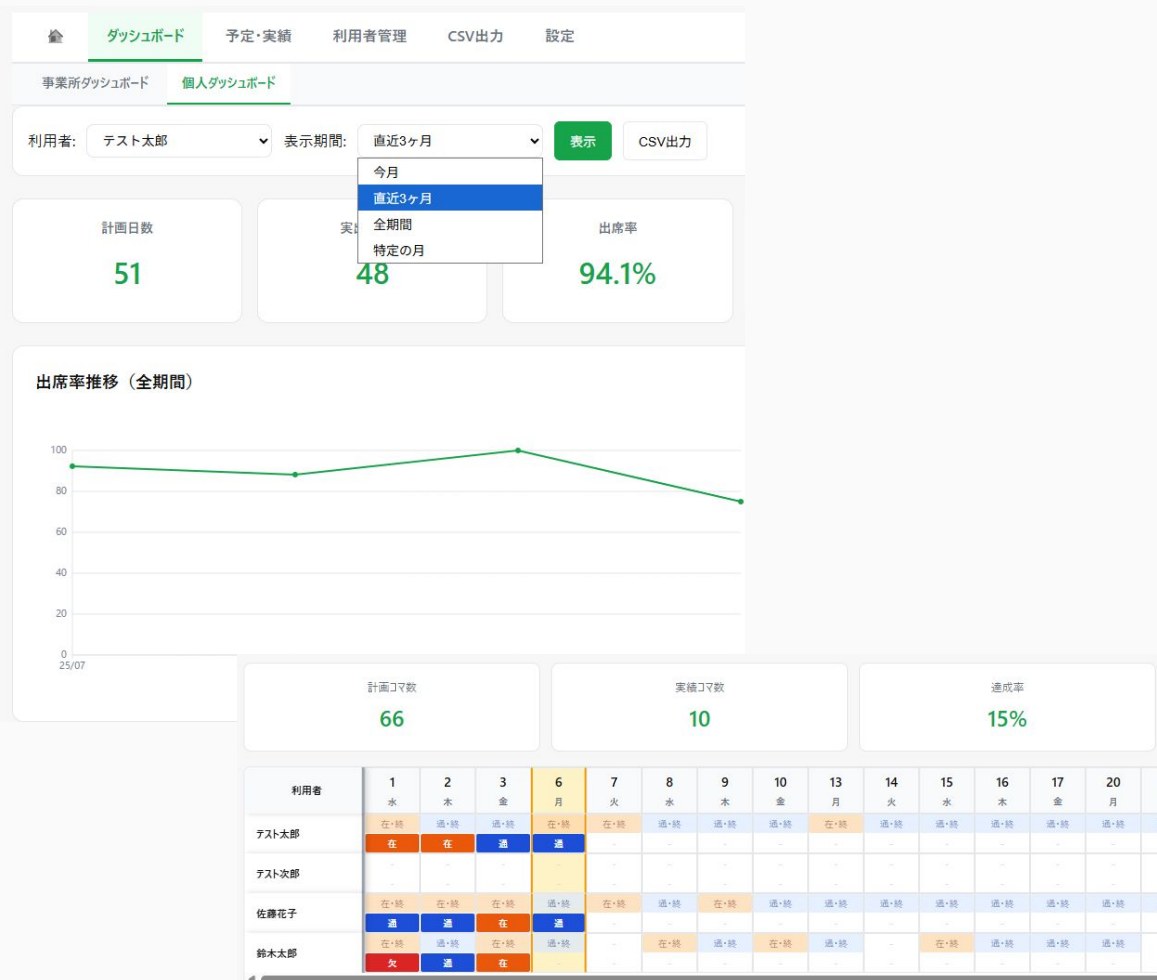 ダッシュボード 予定・実績 利用者管理 CSV出力 設定
事業所ダッシュボード 個人ダッシュボード
利用者: テスト太郎 表示期間: 直近3ヶ月 表示 CSV出力
今月
直近3ヶ月
全期間
特定の月
計画日数 実 出席率
51 48 94.1%
出席率推移（全期間）
100
80
60
40
20
0
25/07
計画コマ数 実績コマ数 達成率
66 10 15%
利用者 1 2 3 6 7 8 9 10 13 14 15 16 17 20
水 木 金 月 火 水 木 金 月 火 水 木 金 月
在・終 通・終 通・終 在・終 在・終 通・終 通・終 通・終 在・終 通・終 通・終 通・終 通・終 通・終
テスト太郎
在 在 通 通 - - - - - - - - - -
- - - - - - - - - - - - - -
テスト次郎
- - - - - - - - - - - - - -
在・終 在・終 在・終 通・終 在・終 通・終 在・終 通・終 通・終 通・終 通・終 通・終 通・終 通・終
佐藤花子
通 通 在 通 - - - - - - - - - -
在・終 通・終 在・終 通・終 - 在・終 通・終 在・終 通・終 - 在・終 通・終 通・終 通・終
鈴木太郎
欠 通 在 - - - - - - - - - - -